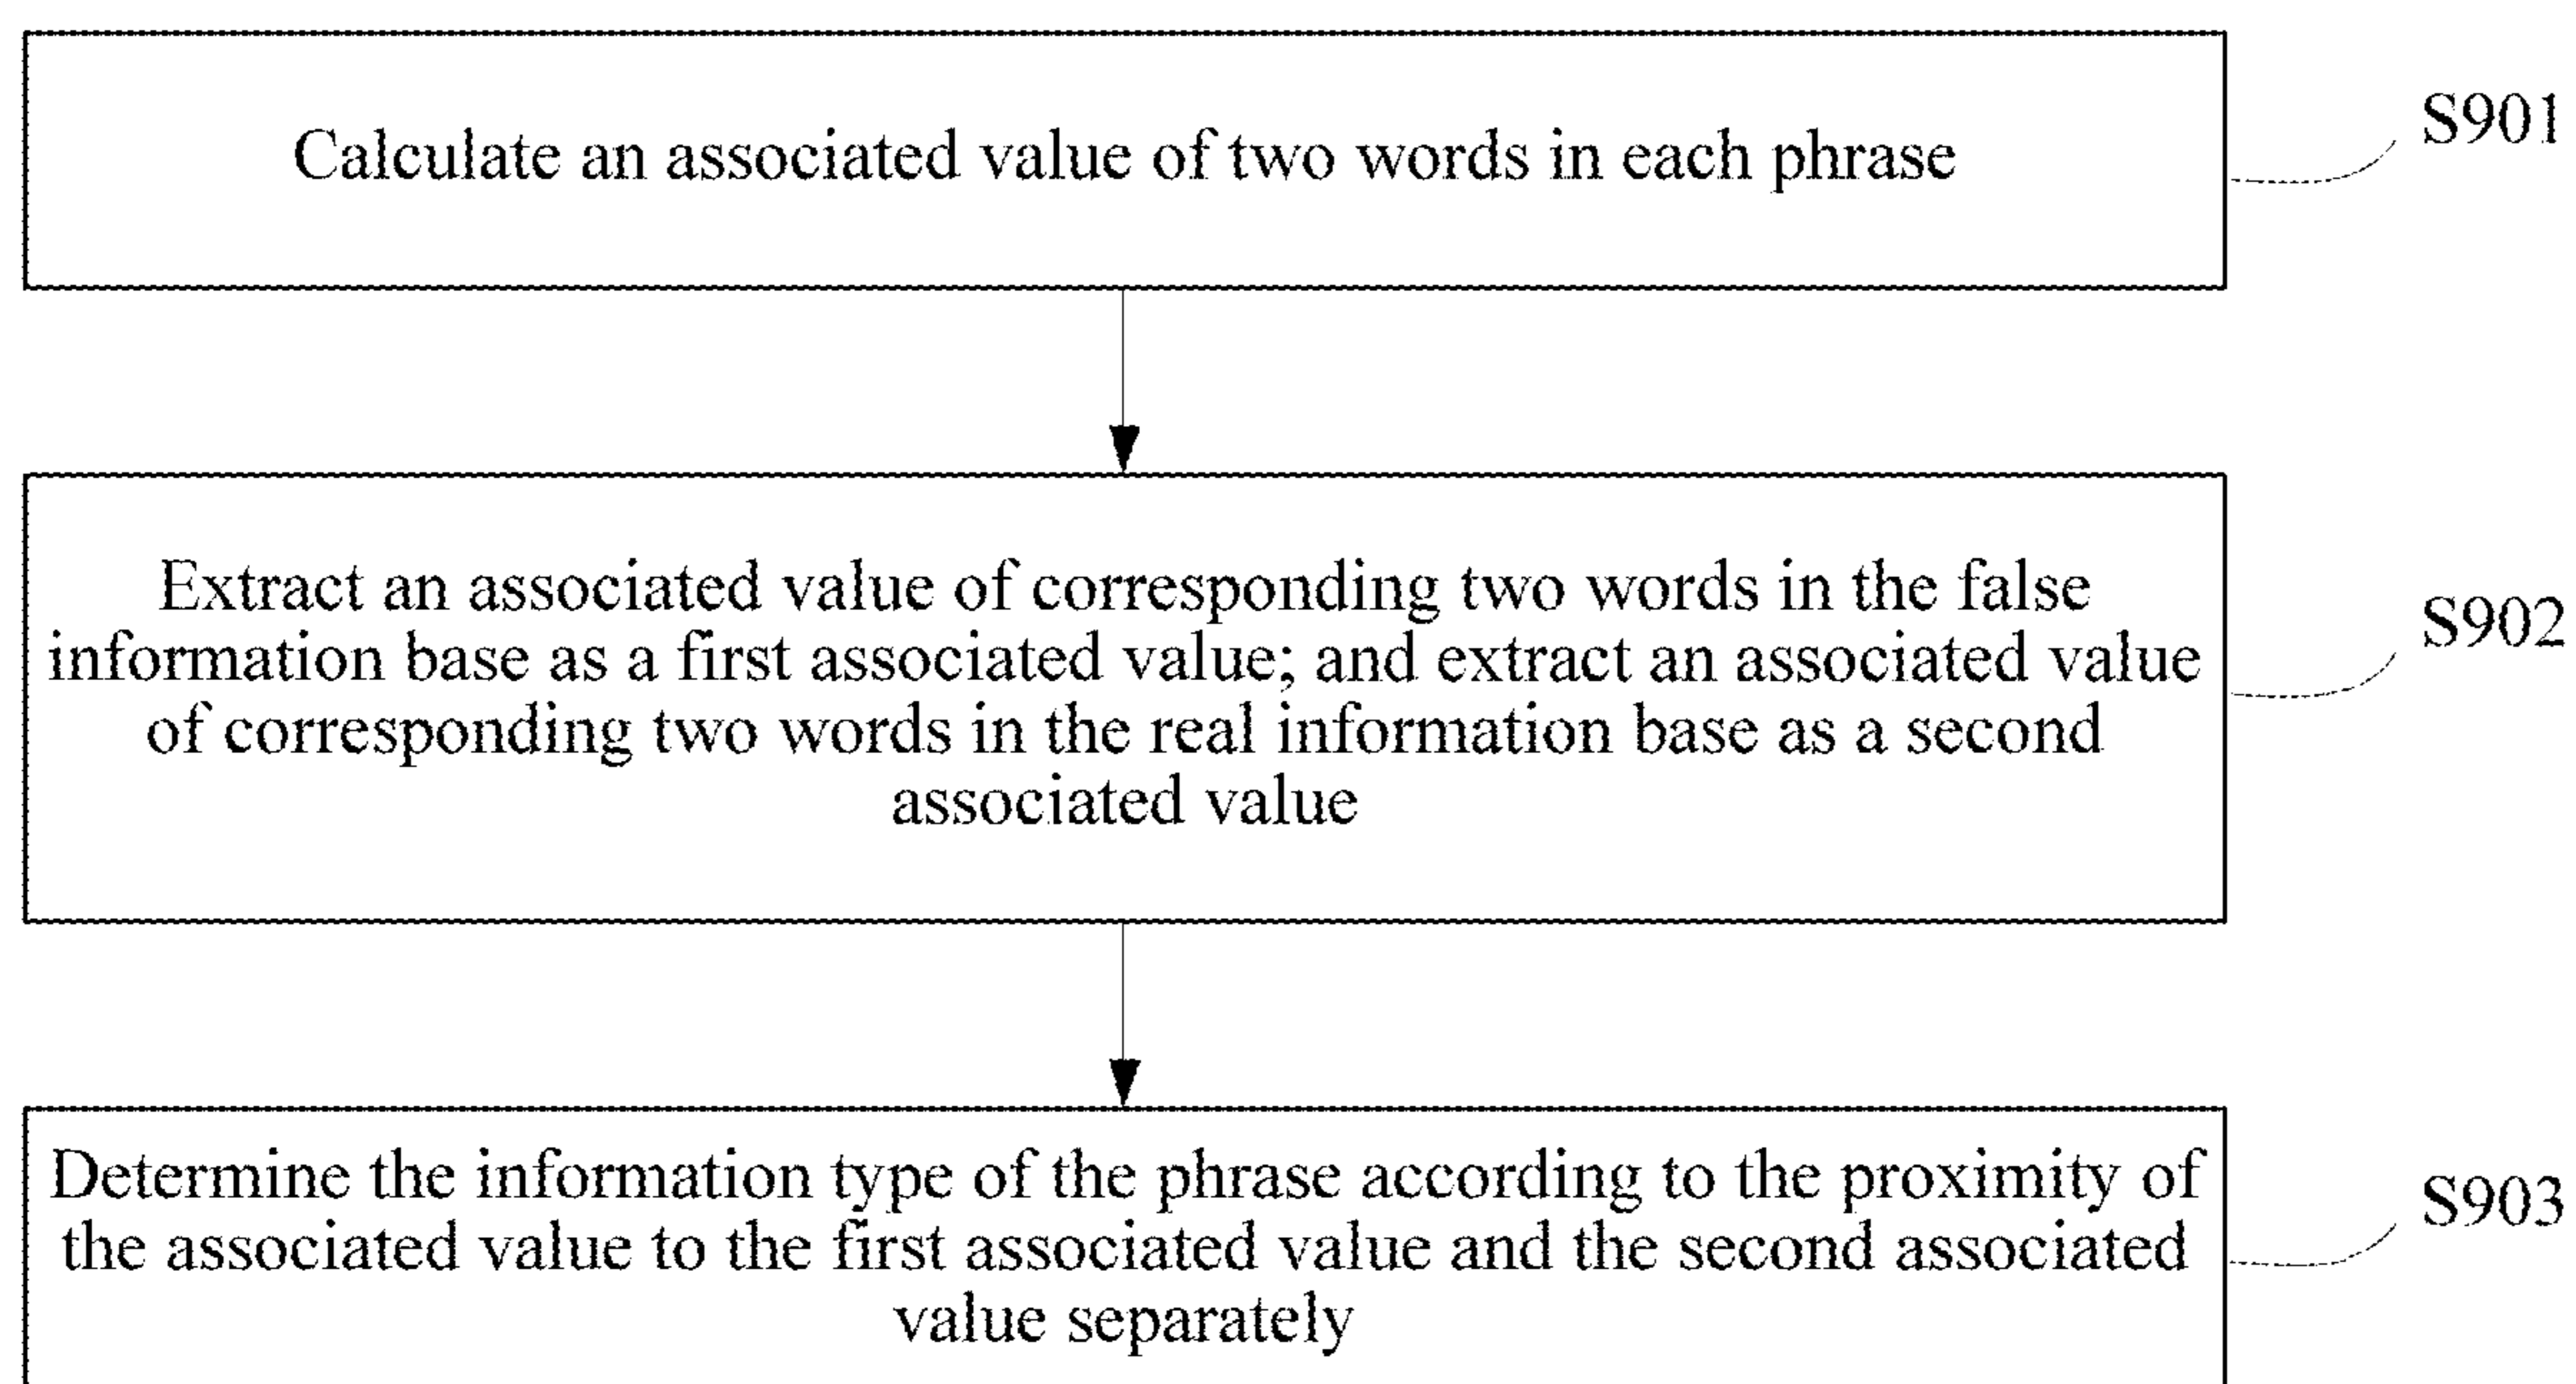 Calculate an associated value of two words in each phrase
S901
Extract an associated value of corresponding two words in the false
information base as a first associated value; and extract an associated value
of corresponding two words in the real information base as a second
associated value
S902
Determine the information type of the phrase according to the proximity of
the associated value to the first associated value and the second associated
value separately
S903